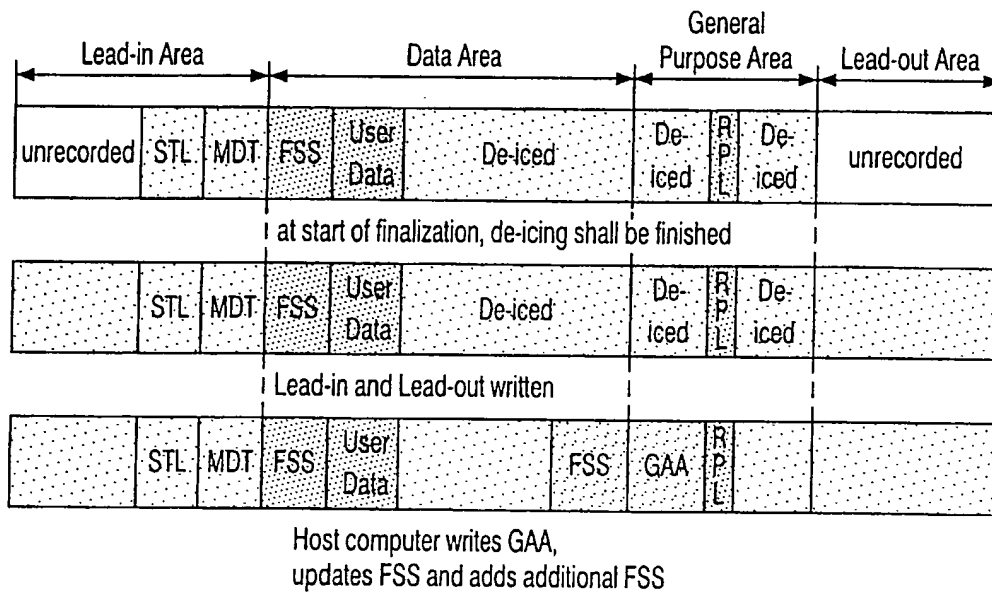 General
Lead-in Area Data Area Purpose Area Lead-out Area
unrecorded STL MDT FSS User Data De-iced De-iced RPL De-iced unrecorded
at start of finalization, de-icing shall be finished
STL MDT FSS User Data De-iced De-iced RPL De-iced
Lead-in and Lead-out written
STL MDT FSS User Data FSS GAA RPL
Host computer writes GAA,
updates FSS and adds additional FSS